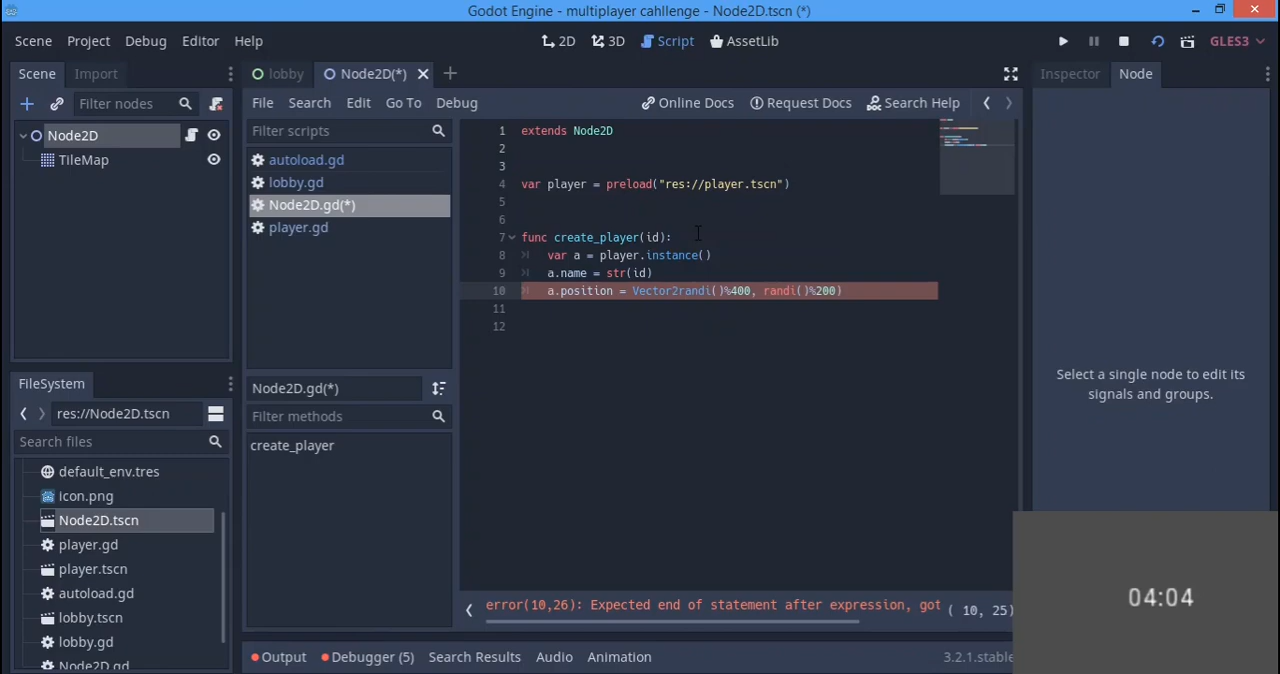 Godot Engine - multiplayer cahllenge - Node2D.tscn (*)
Scene Project Debug Editor Help
2D 3D Script AssetLib
GLES3
Scene Import
lobby Node2D(*)
Inspector Node
Filter nodes
File Search Edit Go To Debug
Online Docs Request Docs Search Help
Node2D
TileMap
Filter scripts
autoload.gd
lobby.gd
Node2D.gd(*)
player.gd
Node2D.gd(*)
Filter methods
create_player
1 extends Node2D
2
3
4 var player = preload("res://player.tscn")
5
6
7 func create_player(id):
8 var a = player.instance()
9 a.name = str(id)
10 a.position = Vector2randi()%400, randi()%200)
11
12
error(10,26): Expected end of statement after expression, got
( 10, 25)
Select a single node to edit its
signals and groups.
FileSystem
res://Node2D.tscn
Search files
default_env.tres
icon.png
Node2D.tscn
player.gd
player.tscn
autoload.gd
lobby.tscn
lobby.gd
Node2D.gd
Output Debugger (5) Search Results Audio Animation
3.2.1.stable
04:04